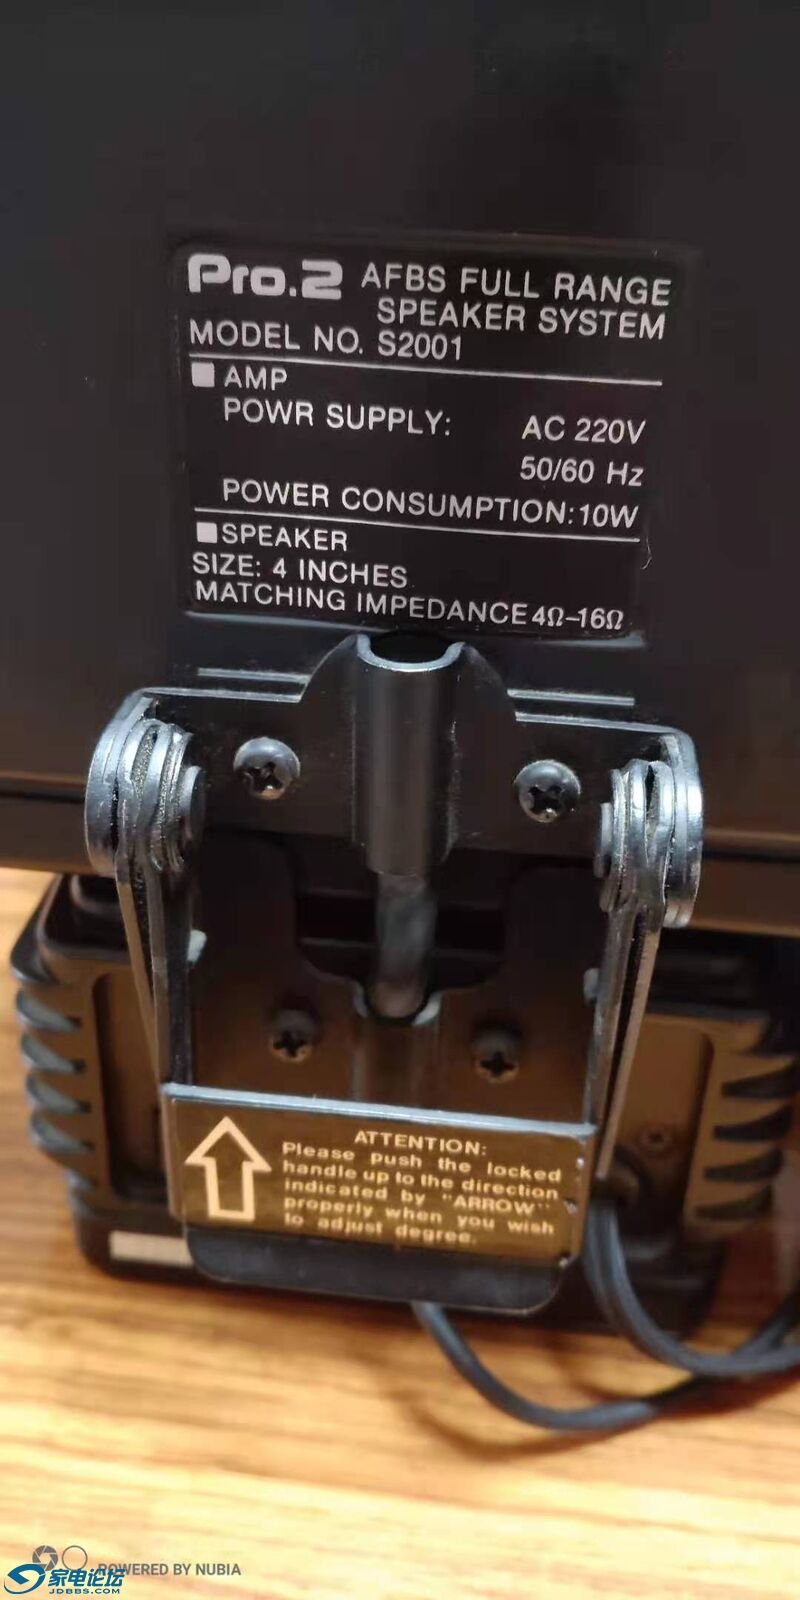 Pro.2 AFBS FULL RANGE
SPEAKER SYSTEM
MODEL NO. S2001
AMP
POWR SUPPLY: AC 220V
50/60 Hz
POWER CONSUMPTION:10W
SPEAKER
SIZE: 4 INCHES
MATCHING IMPEDANCE 4Ω-16Ω
ATTENTION:
Please push the locked
handle up to the direction
indicated by "ARROW"
properly when you wish
to adjust degree.
POWERED BY NUBIA
家电论坛
JDBBS.COM